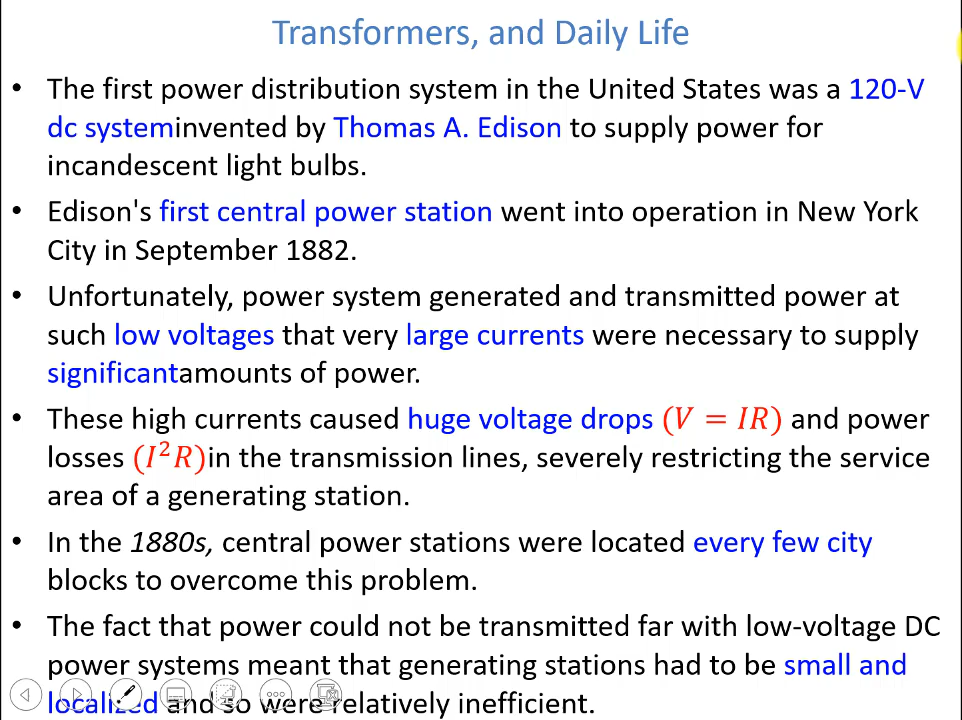 Transformers, and Daily Life
• The first power distribution system in the United States was a 120-V
dc systeminvented by Thomas A. Edison to supply power for
incandescent light bulbs.
• Edison's first central power station went into operation in New York
City in September 1882.
• Unfortunately, power system generated and transmitted power at
such low voltages that very large currents were necessary to supply
significantamounts of power.
• These high currents caused huge voltage drops (V = IR) and power
losses (I²R)in the transmission lines, severely restricting the service
area of a generating station.
• In the 1880s, central power stations were located every few city
blocks to overcome this problem.
• The fact that power could not be transmitted far with low-voltage DC
power systems meant that generating stations had to be small and
localized and so were relatively inefficient.